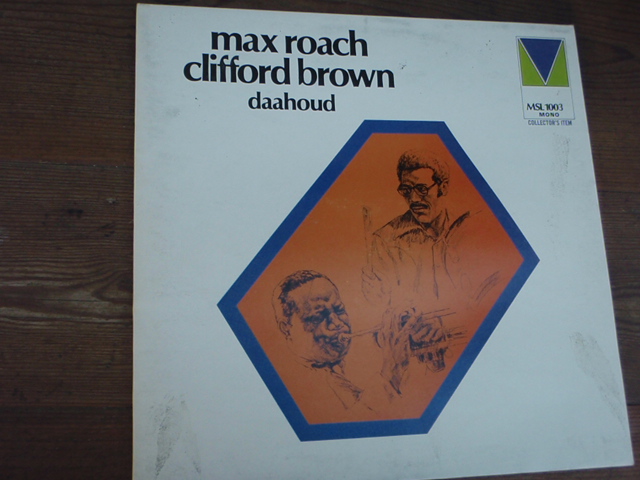 max roach
clifford brown
daahoud
MSL 1003
MONO
COLLECTOR'S ITEM